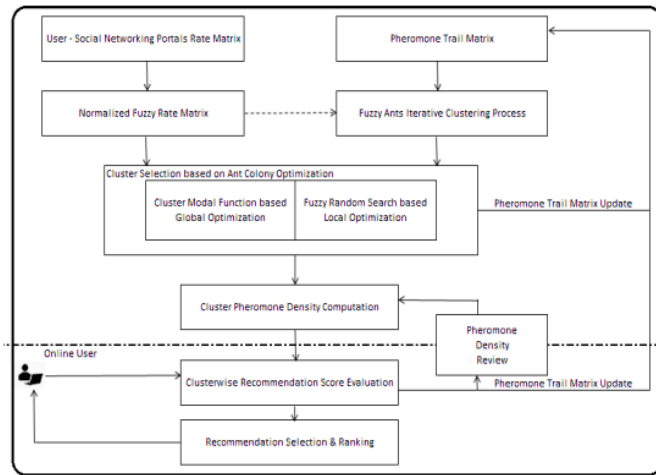 User - Social Networking Portals Rate Matrix
Pheromone Trail Matrix
Normalized Fuzzy Rate Matrix
Fuzzy Ants Iterative Clustering Process
Cluster Selection based on Ant Colony Optimization
Cluster Modal Function based
Global Optimization
Fuzzy Random Search based
Local Optimization
Pheromone Trail Matrix Update
Cluster Pheromone Density Computation
Pheromone
Density
Review
Online User
Clusterwise Recommendation Score Evaluation
Pheromone Trail Matrix Update
Recommendation Selection & Ranking